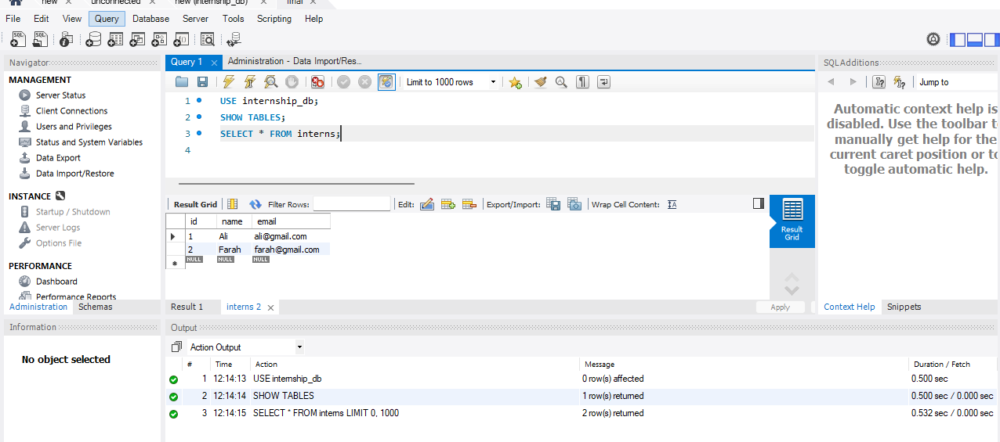 new × unconnected × new (internship_db) × final ×
File Edit View Query Database Server Tools Scripting Help
Navigator
MANAGEMENT
Server Status
Client Connections
Users and Privileges
Status and System Variables
Data Export
Data Import/Restore
INSTANCE
Startup / Shutdown
Server Logs
Options File
PERFORMANCE
Dashboard
Performance Reports
Administration Schemas
Information
No object selected
Query 1 × Administration - Data Import/Res...
Limit to 1000 rows
1 USE internship_db;
2 SHOW TABLES;
3 SELECT * FROM interns;
4
Result Grid Filter Rows: Edit: Export/Import: Wrap Cell Content: IA
id name email
1 Ali ali@gmail.com
2 Farah farah@gmail.com
NULL NULL NULL
Result
Grid
Result 1 interns 2 × Apply
SQLAdditions
Jump to
Automatic context help is
disabled. Use the toolbar
manually get help for the
current caret position or
toggle automatic help.
Context Help Snippets
Output
Action Output
# Time Action Message Duration / Fetch
1 12:14:13 USE internship_db 0 row(s) affected 0.500 sec
2 12:14:14 SHOW TABLES 1 row(s) returned 0.500 sec / 0.000 sec
3 12:14:15 SELECT * FROM interns LIMIT 0, 1000 2 row(s) returned 0.532 sec / 0.000 sec